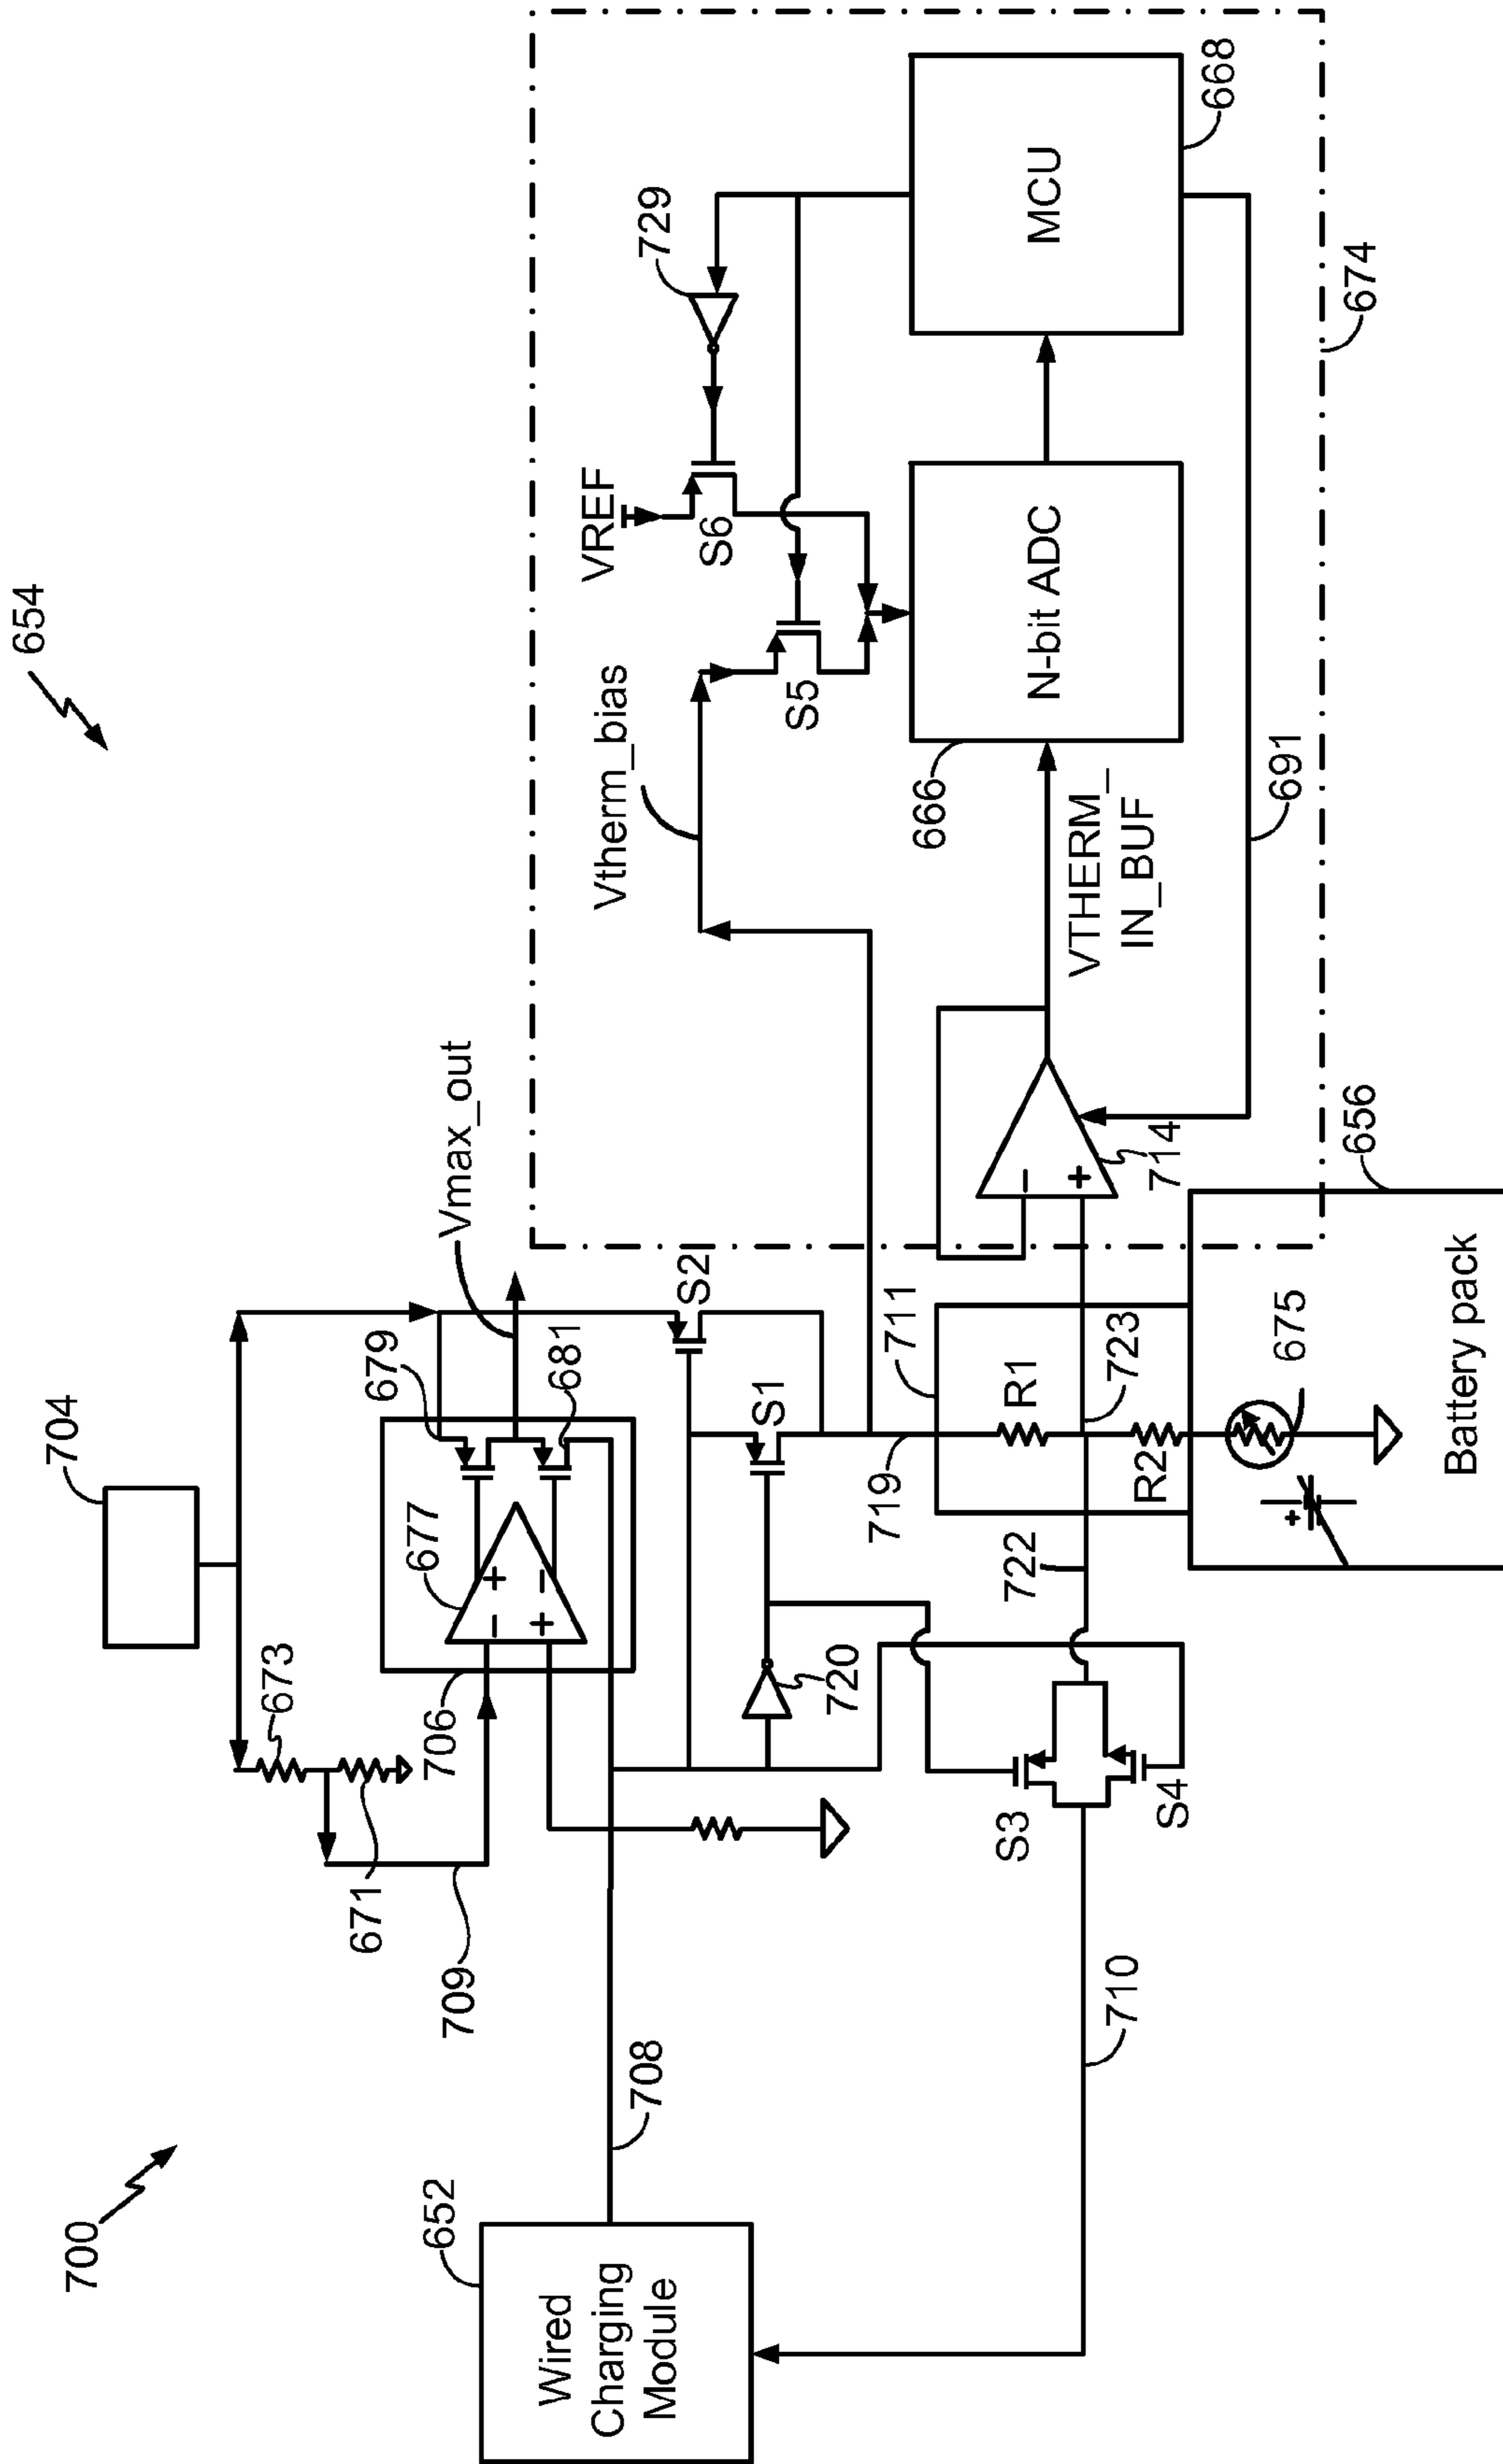 700
654
Wired
Charging
Module
652
708
710
704
673
671
709
706
677
+
−
−
+
679
681
Vmax_out
720
S1
S2
S3
S4
719
711
R1
R2
722
723
675
+
Battery pack
656
−
+
714
VTHERM_
IN_BUF
Vtherm_bias
VREF
S5
S6
729
666
N-bit ADC
MCU
668
691
674